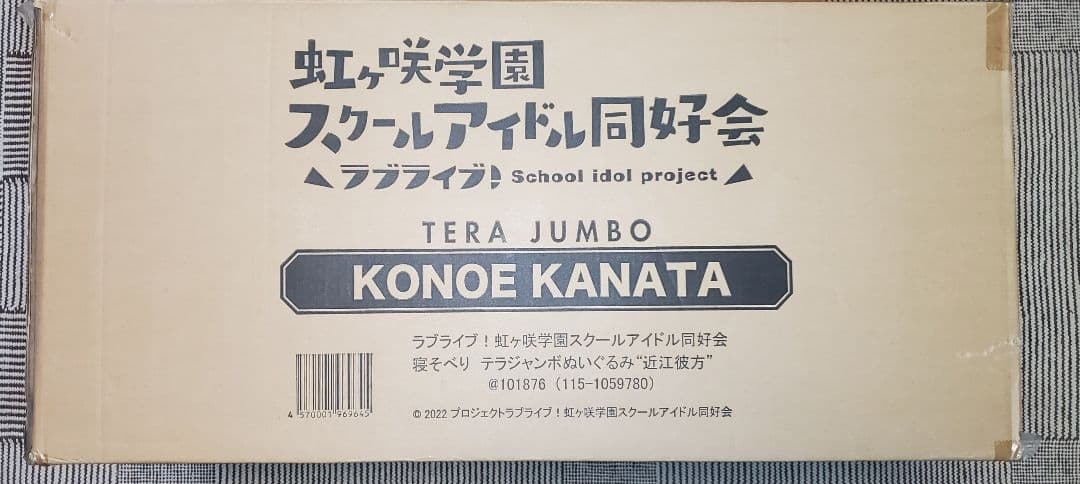 虹ヶ咲学園
スクールアイドル同好会
ラブライブ! School idol project
TERA JUMBO
KONOE KANATA
ラブライブ！虹ヶ咲学園スクールアイドル同好会
寝そべり テラジャンボぬいぐるみ“近江彼方”
@101876 (115-1059780)
4 570001 969645
© 2022 プロジェクトラブライブ！虹ヶ咲学園スクールアイドル同好会